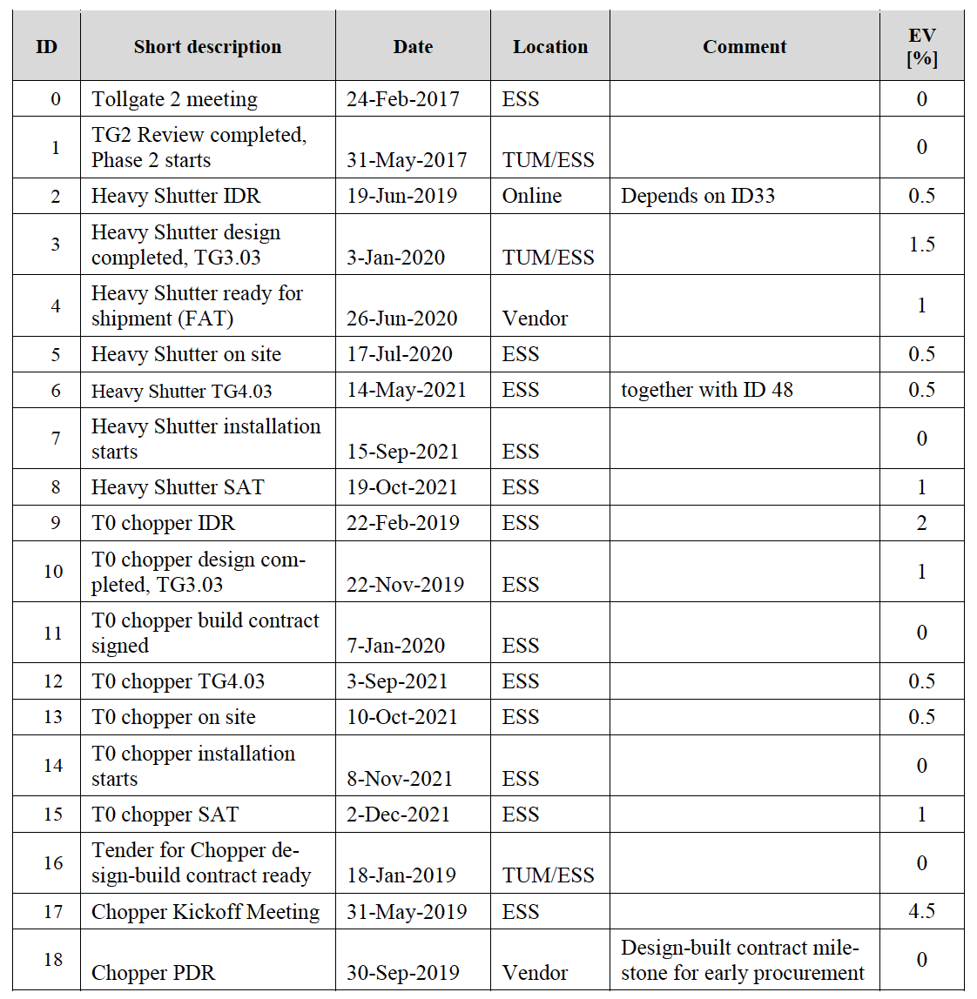 ID Short description Date Location Comment EV
[%]
0 Tollgate 2 meeting 24-Feb-2017 ESS 0
TG2 Review completed,
1 Phase 2 starts 31-May-2017 TUM/ESS 0
2 Heavy Shutter IDR 19-Jun-2019 Online Depends on ID33 0.5
Heavy Shutter design
3 completed, TG3.03 3-Jan-2020 TUM/ESS 1.5
Heavy Shutter ready for
4 shipment (FAT) 26-Jun-2020 Vendor 1
5 Heavy Shutter on site 17-Jul-2020 ESS 0.5
6 Heavy Shutter TG4.03 14-May-2021 ESS together with ID 48 0.5
Heavy Shutter installation
7 starts 15-Sep-2021 ESS 0
8 Heavy Shutter SAT 19-Oct-2021 ESS 1
9 T0 chopper IDR 22-Feb-2019 ESS 2
T0 chopper design com-
10 pleted, TG3.03 22-Nov-2019 ESS 1
T0 chopper build contract
11 signed 7-Jan-2020 ESS 0
12 T0 chopper TG4.03 3-Sep-2021 ESS 0.5
13 T0 chopper on site 10-Oct-2021 ESS 0.5
T0 chopper installation
14 starts 8-Nov-2021 ESS 0
15 T0 chopper SAT 2-Dec-2021 ESS 1
Tender for Chopper de-
16 sign-build contract ready 18-Jan-2019 TUM/ESS 0
17 Chopper Kickoff Meeting 31-May-2019 ESS 4.5
Design-built contract mile-
18 Chopper PDR 30-Sep-2019 Vendor stone for early procurement 0